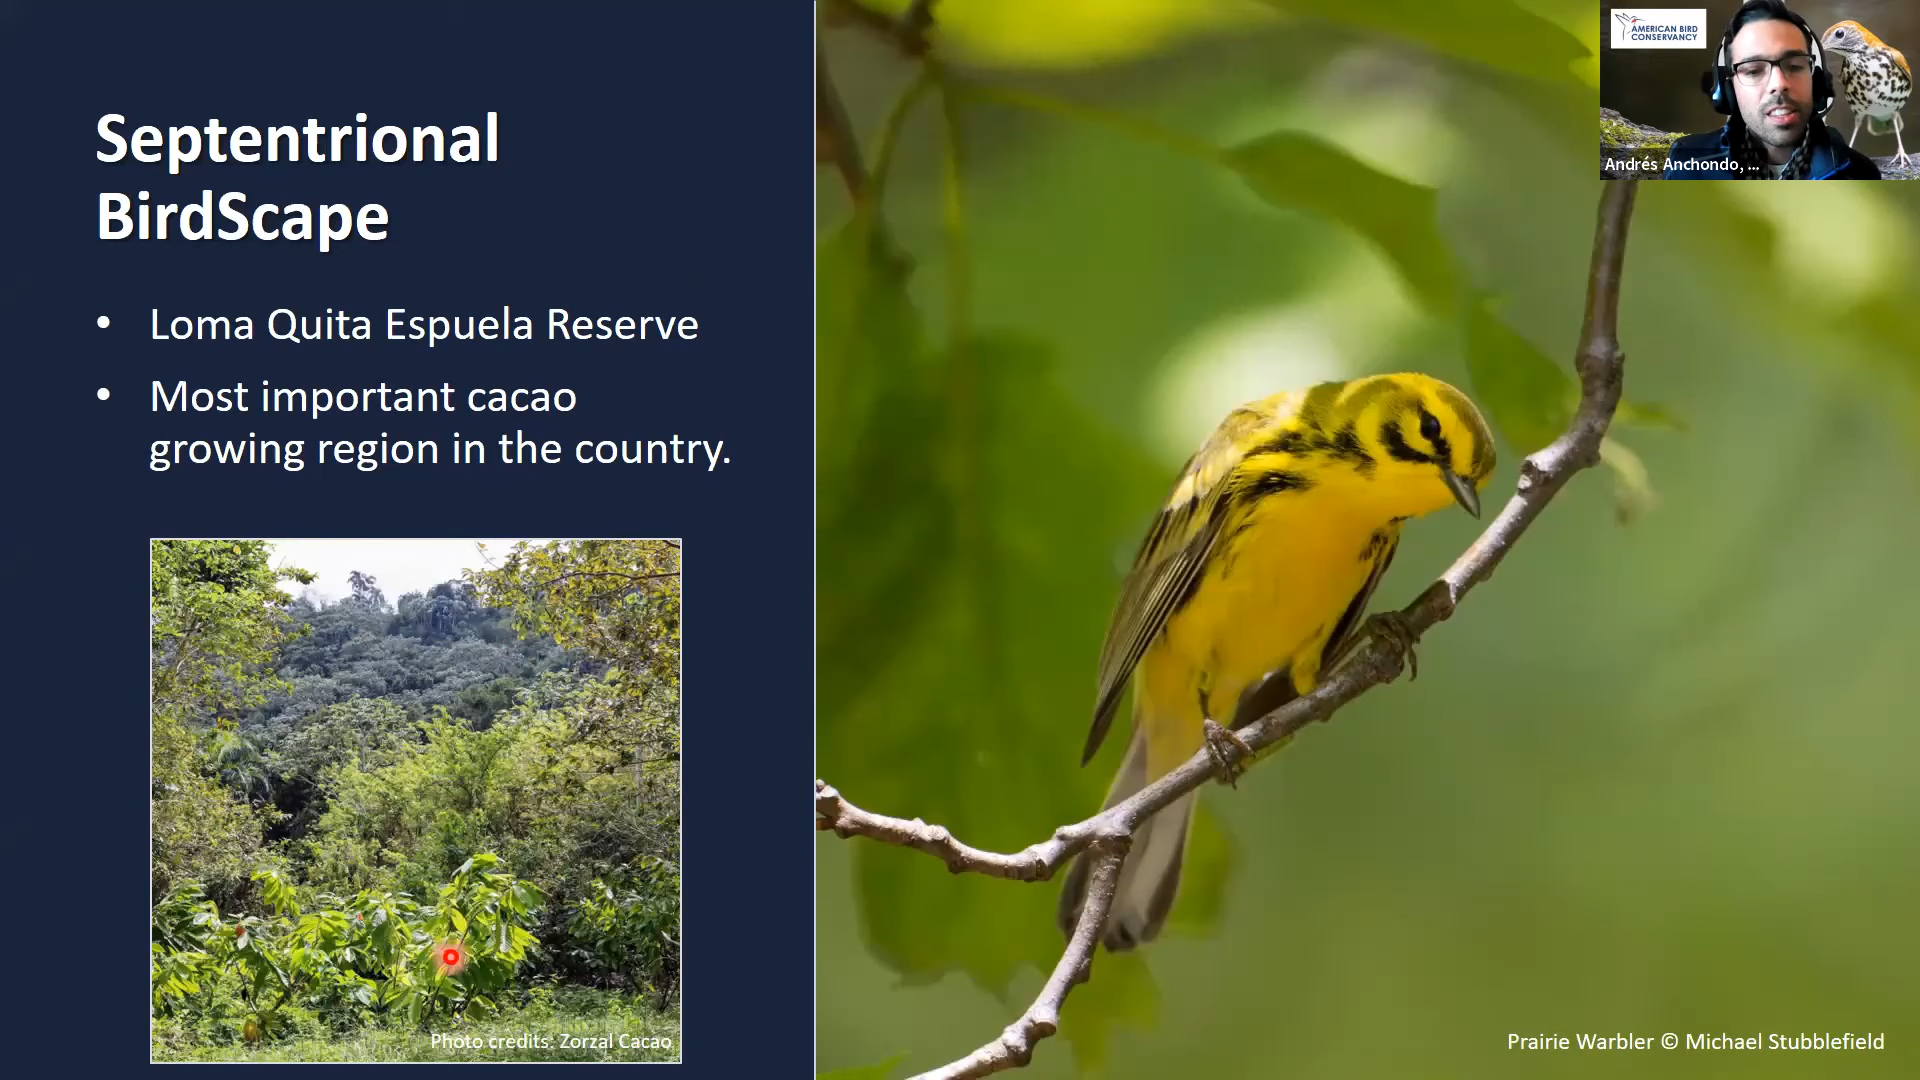 Septentrional
BirdScape
• Loma Quita Espuela Reserve
• Most important cacao
growing region in the country.
Photo credits: Zorzal Cacao
AMERICAN BIRD
CONSERVANCY
Andrés Anchondo, ...
Prairie Warbler © Michael Stubblefield